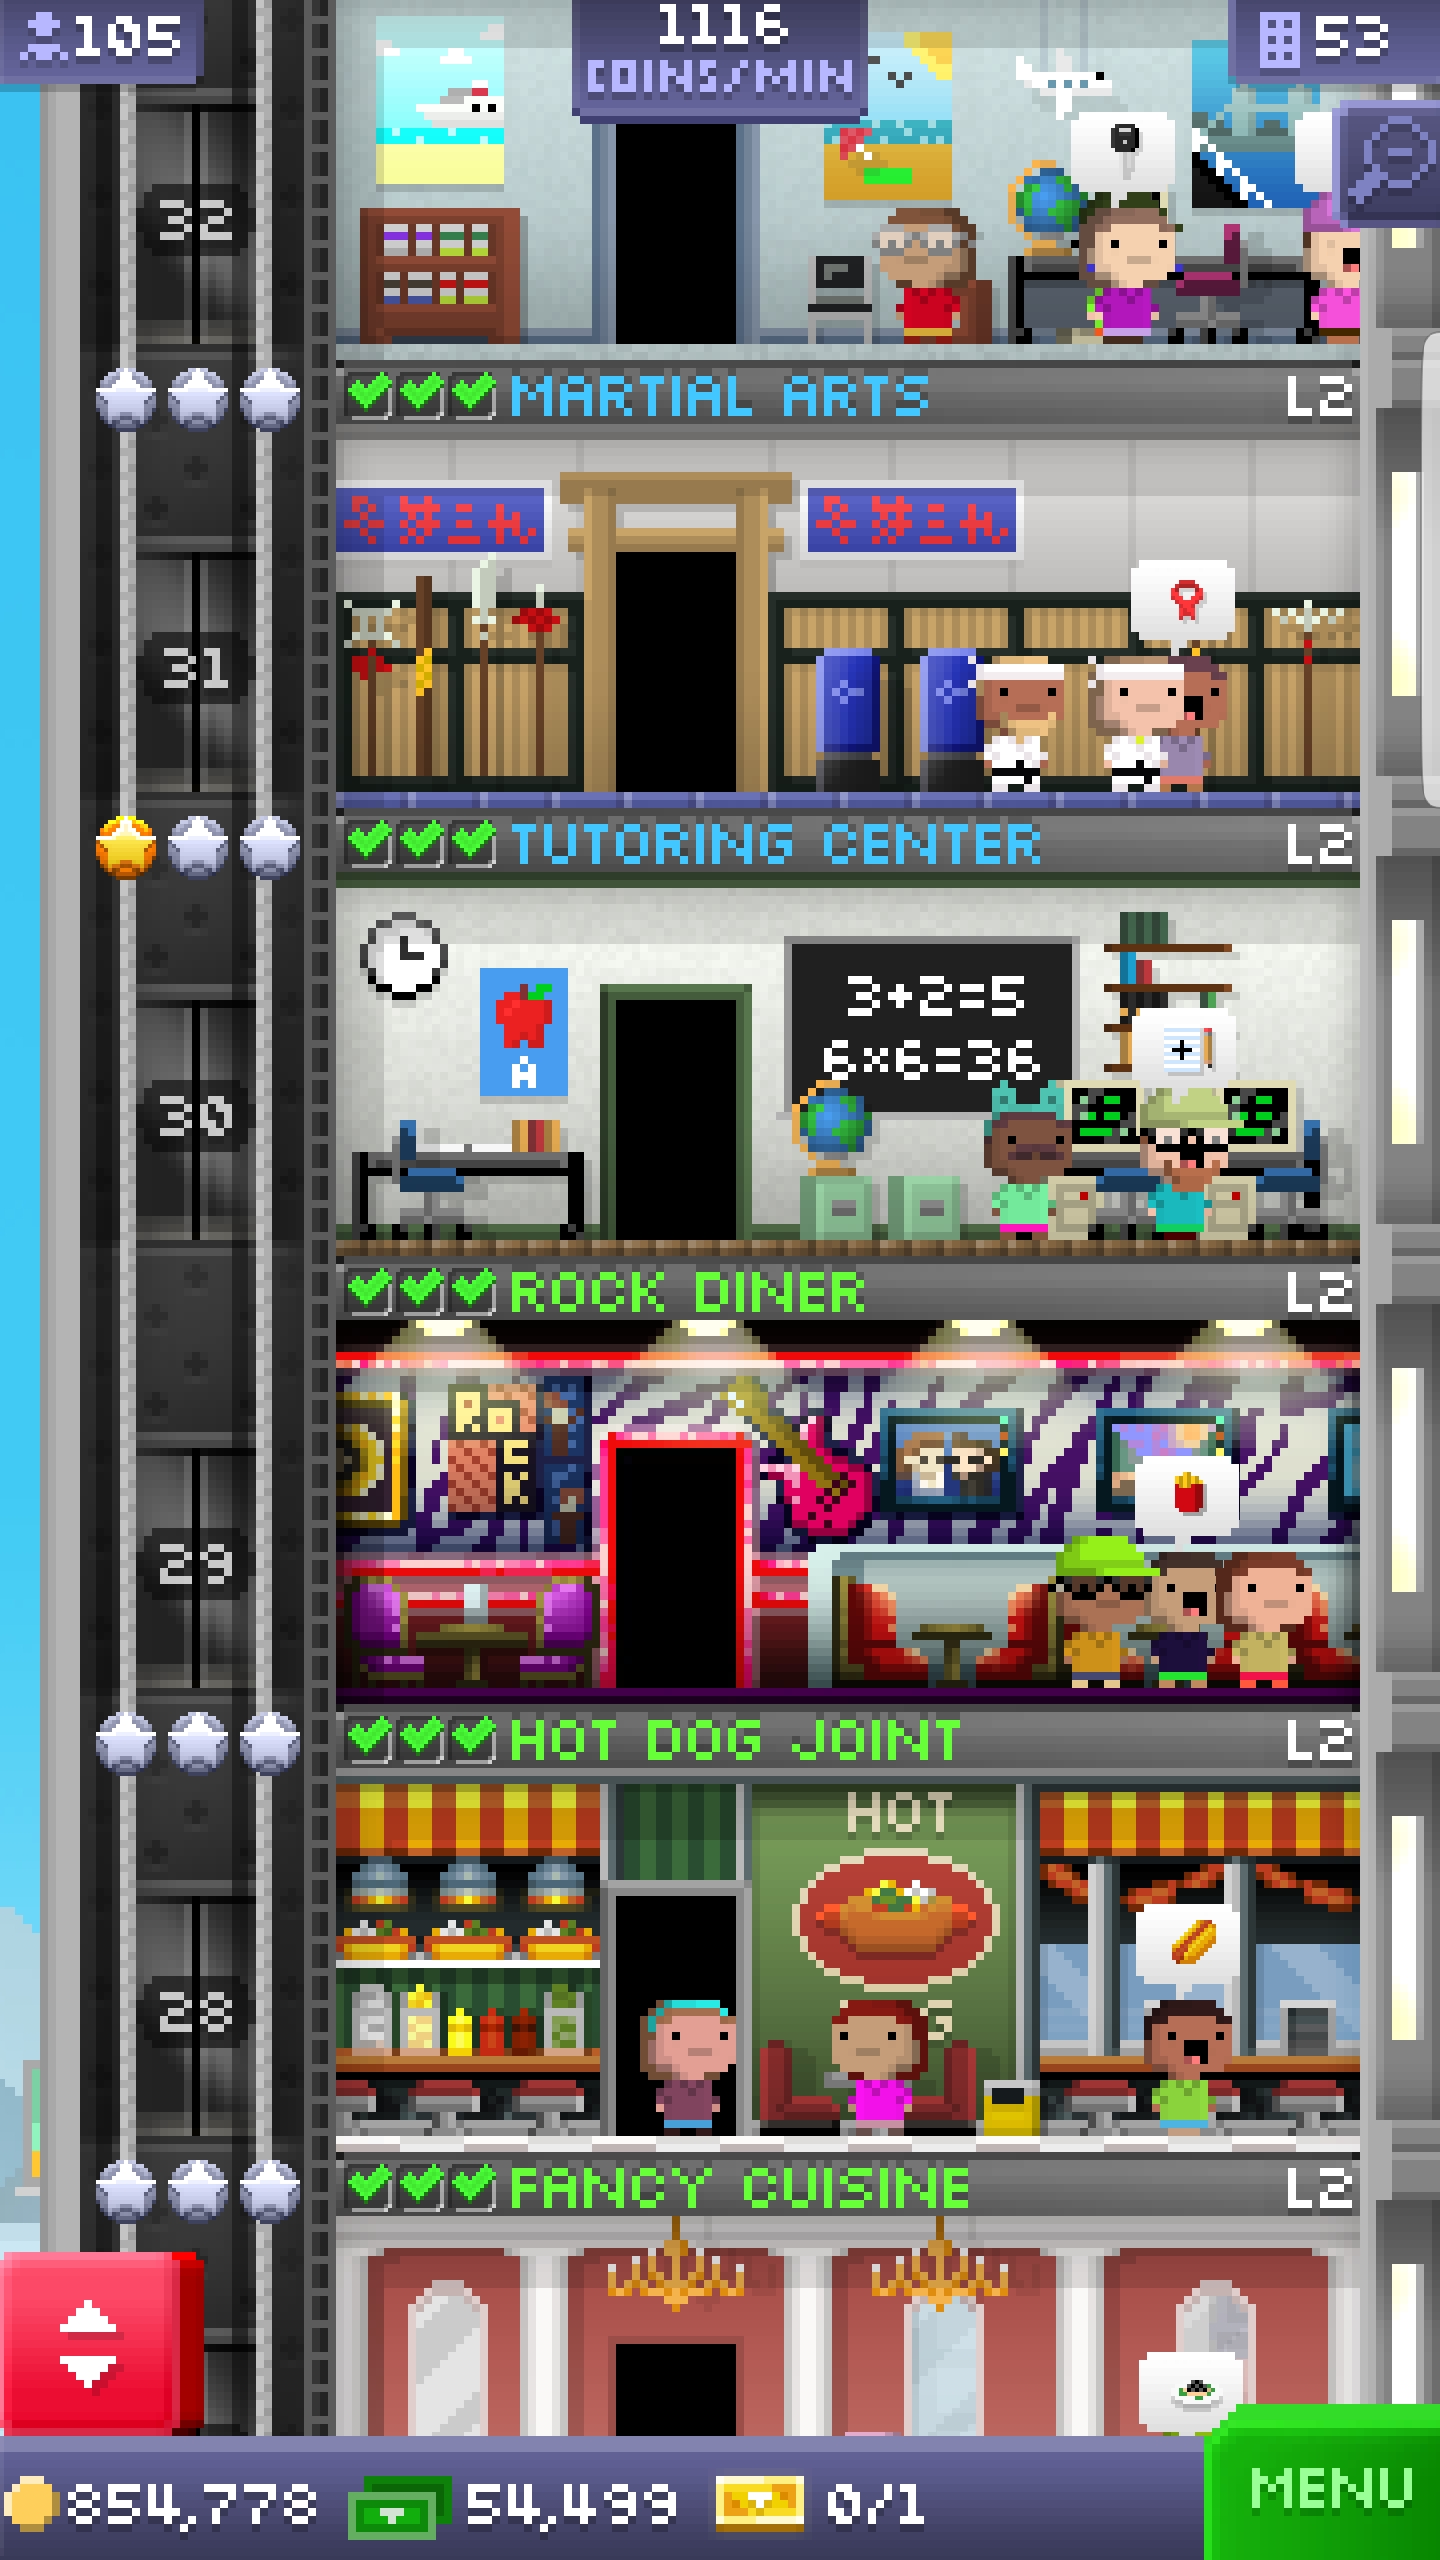 105
1116
COINS/MIN
53
32
MARTIAL ARTS L2
31
TUTORING CENTER L2
3+2=5
6×6=36
A
30
ROCK DINER L2
29
HOT DOG JOINT L2
HOT
28
FANCY CUISINE L2
854,778 54,499 0/1
MENU